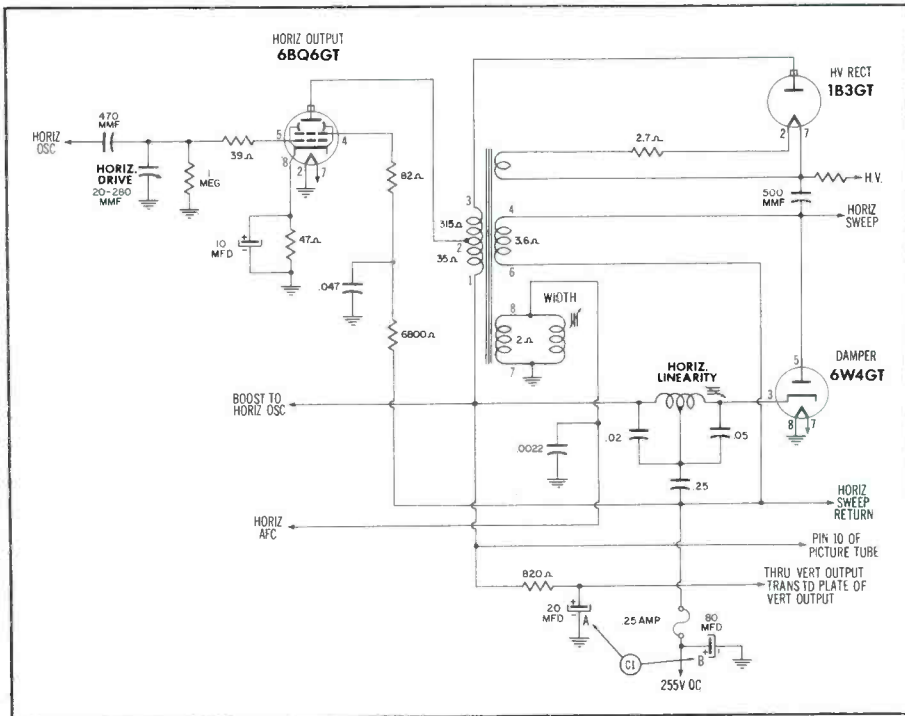 HORIZ OUTPUT
6BQ6GT
HV RECT
1B3GT
470
MMF
HORIZ
OSC
HORIZ.
DRIVE
20-280
MMF
1
MEG
39Ω
5
4
8
2
7
82Ω
10
MFD
47Ω
.047
6800Ω
3
315Ω
2
35Ω
1
2.7Ω
2
7
H.V.
500
MMF
HORIZ
SWEEP
4
3.6Ω
6
WIDTH
8
2Ω
7
HORIZ.
LINEARITY
DAMPER
6W4GT
5
3
8
7
BOOST TO
HORIZ OSC
.02
.05
.0022
.25
HORIZ
SWEEP
RETURN
HORIZ
AFC
PIN 10 OF
PICTURE TUBE
820Ω
THRU VERT OUTPUT
TRANS TO PLATE OF
VERT OUTPUT
20
MFD
A
.25 AMP
80
MFD
C1
B
255V DC